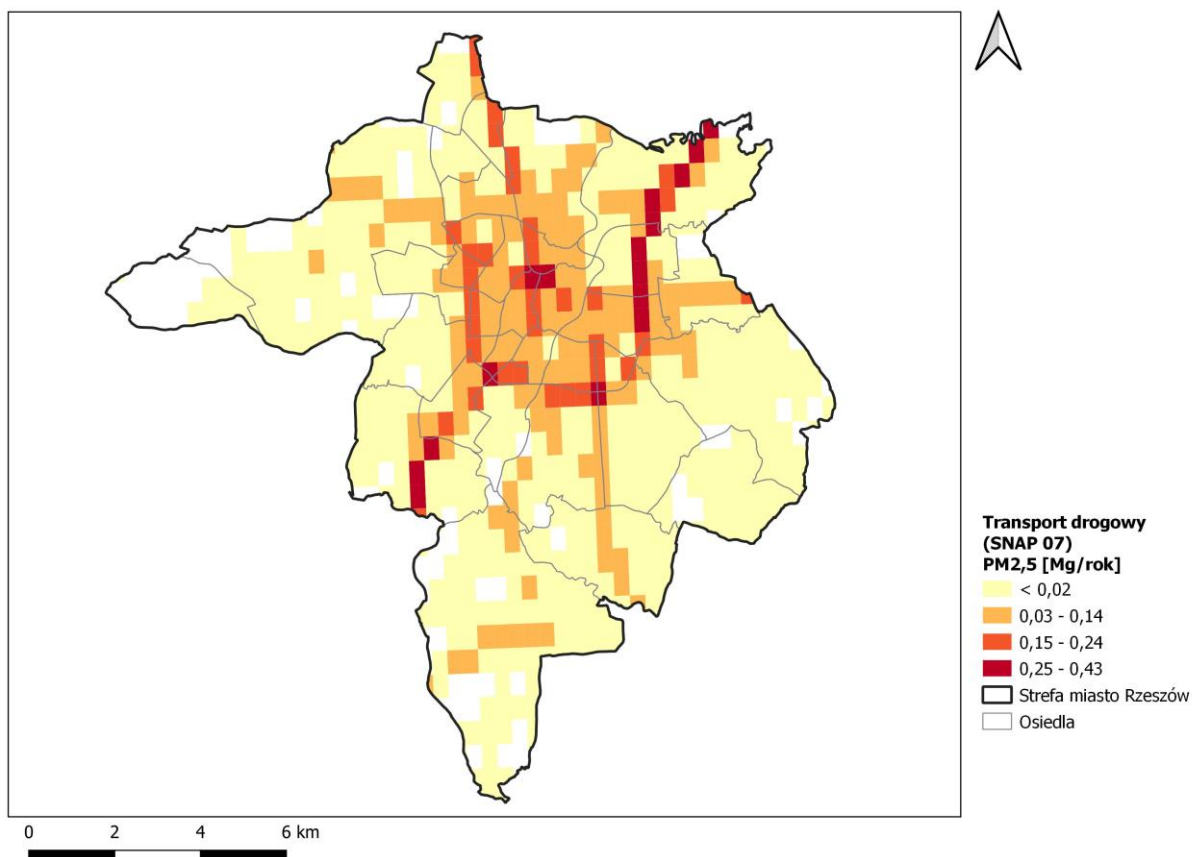 Transport drogowy
(SNAP 07)
PM2,5 [Mg/rok]
< 0,02
0,03 - 0,14
0,15 - 0,24
0,25 - 0,43
Strefa miasto Rzeszów
Osiedla
0 2 4 6 km